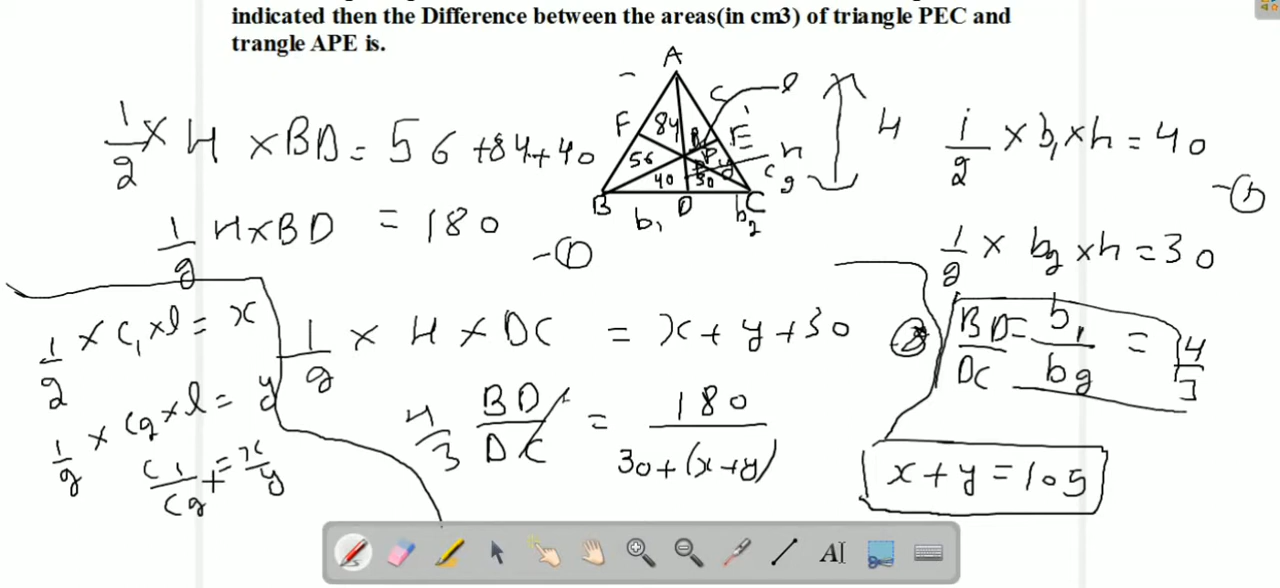 indicated then the Difference between the areas(in cm3) of triangle PEC and
trangle APE is.
1/2 × H × BD = 56 + 84 + 40
1/2 H × BD = 180 -①
A
F
84
E
56
P
40
30
B
D
C
b1
b2
l
h
H
1/2 × b1 × h = 40 -①
1/2 × b2 × h = 30
BD/DC = b1/b2 = 4/3
1/2 × H × DC = x + y + 30 ②
4/3 BD/DC = 180/30+(x+y)
x + y = 105
1/2 × c1 × l = x
1/2 × c2 × l = y
c1/c2 = x/y
AI